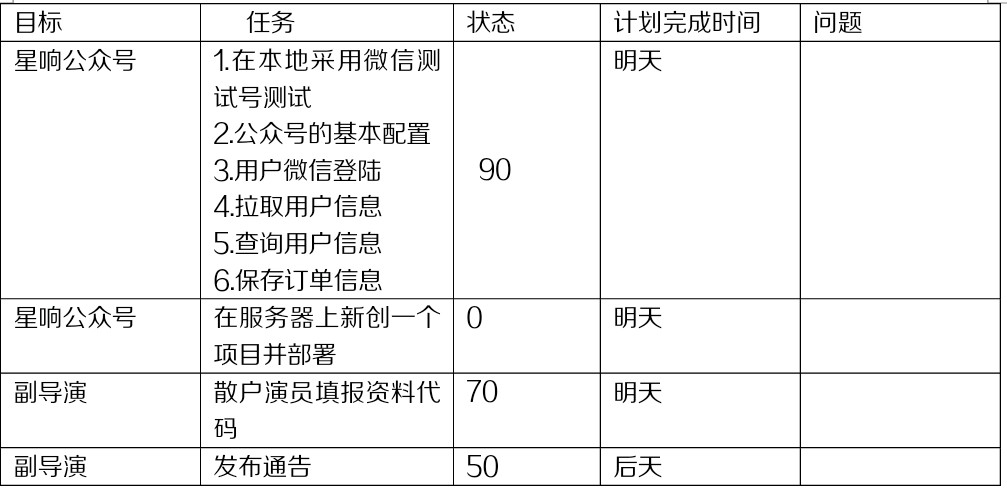 目标 任务 状态 计划完成时间 问题
星响公众号 1.在本地采用微信测 明天
试号测试
2.公众号的基本配置
3.用户微信登陆 90
4.拉取用户信息
5.查询用户信息
6.保存订单信息
星响公众号 在服务器上新创一个 0 明天
项目并部署
副导演 散户演员填报资料代 70 明天
码
副导演 发布通告 50 后天